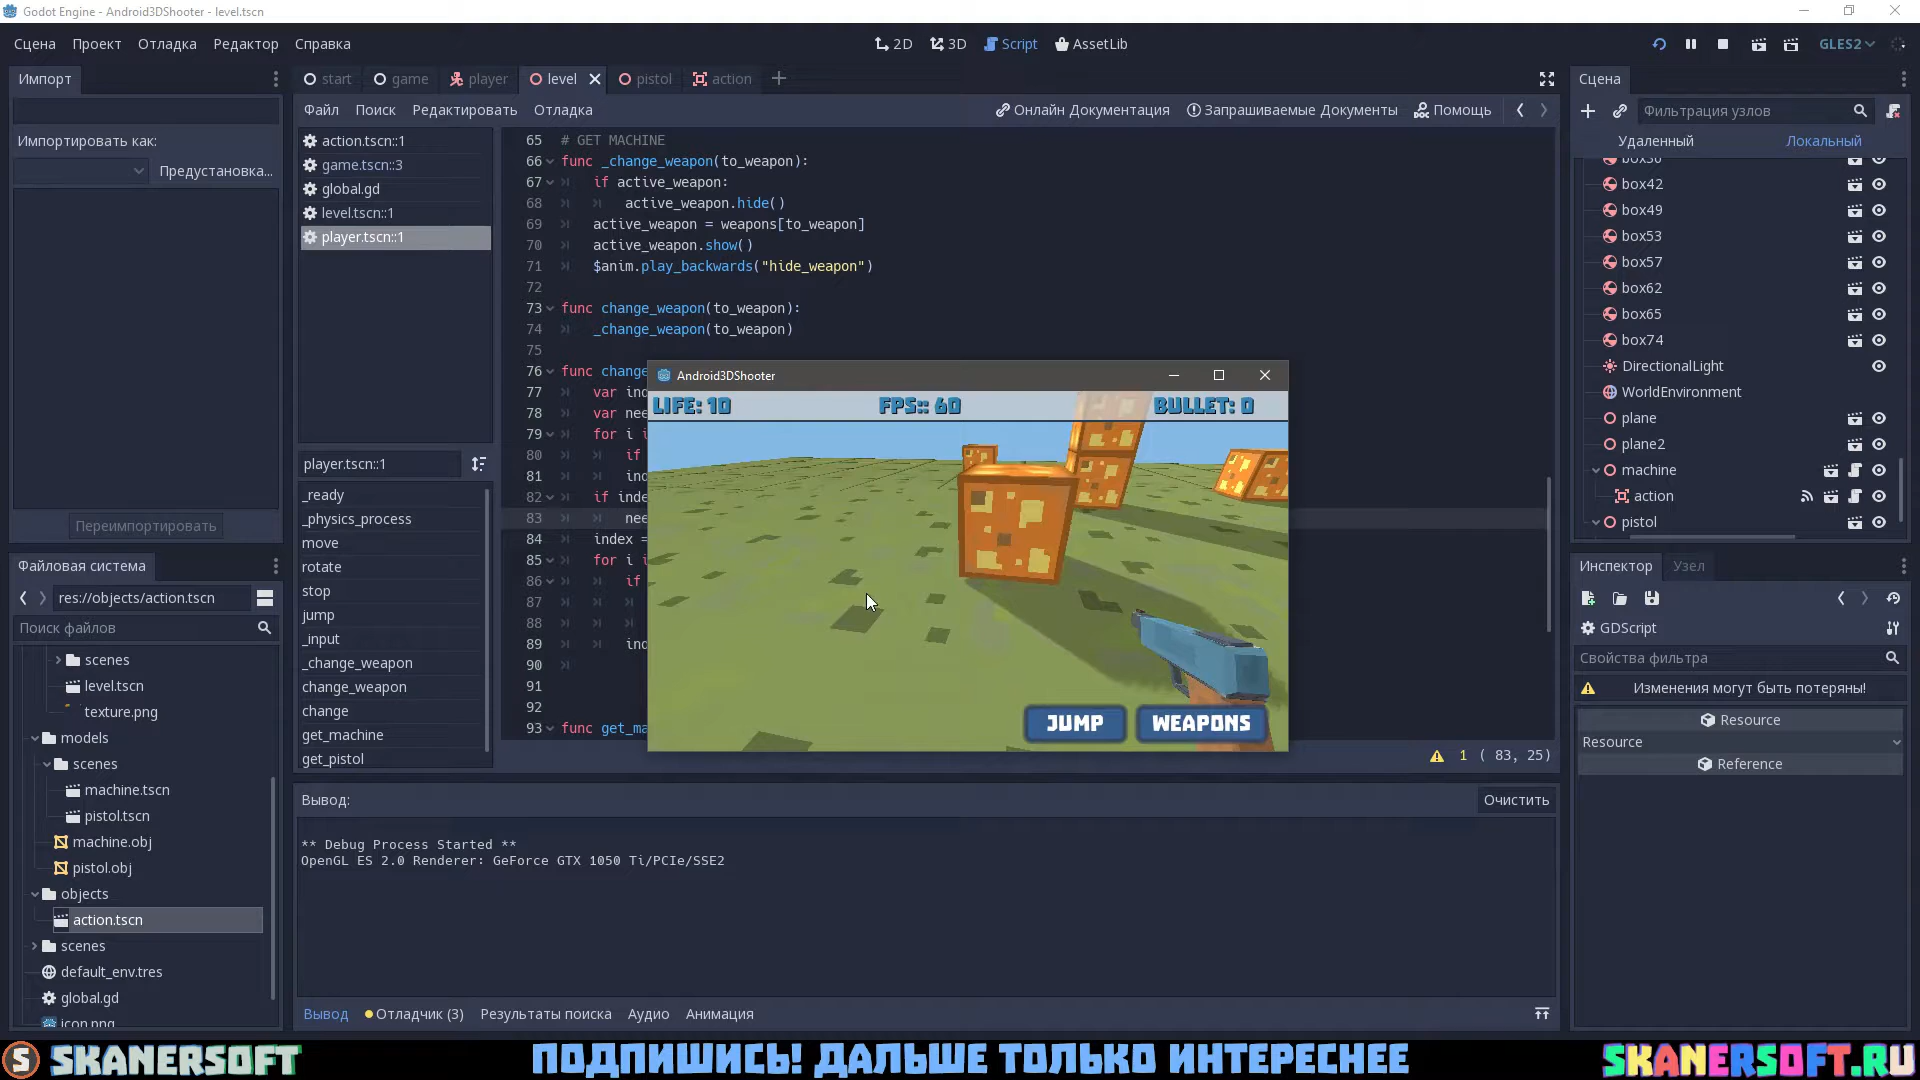 Godot Engine - Android3DShooter - level.tscn
Сцена Проект Отладка Редактор Справка
2D 3D Script AssetLib
GLES2
Импорт
Импортировать как:
Предустановка...
Переимпортировать
start game player level pistol action
Файл Поиск Редактировать Отладка
Онлайн Документация Запрашиваемые Документы Помощь
action.tscn::1
game.tscn::3
global.gd
level.tscn::1
player.tscn::1
player.tscn::1
_ready
_physics_process
move
rotate
stop
jump
_input
_change_weapon
change_weapon
change
get_machine
get_pistol
65 # GET MACHINE
66 func _change_weapon(to_weapon):
67 if active_weapon:
68 active_weapon.hide()
69 active_weapon = weapons[to_weapon]
70 active_weapon.show()
71 $anim.play_backwards("hide_weapon")
72
73 func change_weapon(to_weapon):
74 _change_weapon(to_weapon)
75
76 func chang
77 var ind
78 var nee
79 for i i
80 if
81 ind
82 if inde
83 nee
84 index =
85 for i i
86 if
87
88
89 ind
90
91
92
93 func get_ma
1 ( 83, 25)
Android3DShooter
LIFE: 10 FPS:: 60 BULLET: 0
JUMP WEAPONS
Вывод:
Очистить
** Debug Process Started **
OpenGL ES 2.0 Renderer: GeForce GTX 1050 Ti/PCIe/SSE2
Вывод Отладчик (3) Результаты поиска Аудио Анимация
Файловая система
res://objects/action.tscn
Поиск файлов
scenes
level.tscn
texture.png
models
scenes
machine.tscn
pistol.tscn
machine.obj
pistol.obj
objects
action.tscn
scenes
default_env.tres
global.gd
icon.png
Сцена
Фильтрация узлов
Удаленный Локальный
box42
box49
box53
box57
box62
box65
box74
DirectionalLight
WorldEnvironment
plane
plane2
machine
action
pistol
Инспектор Узел
GDScript
Свойства фильтра
Изменения могут быть потеряны!
Resource
Resource
Reference
S SKANERSOFT
ПОДПИШИСЬ! ДАЛЬШЕ ТОЛЬКО ИНТЕРЕСНЕЕ
SKANERSOFT.RU